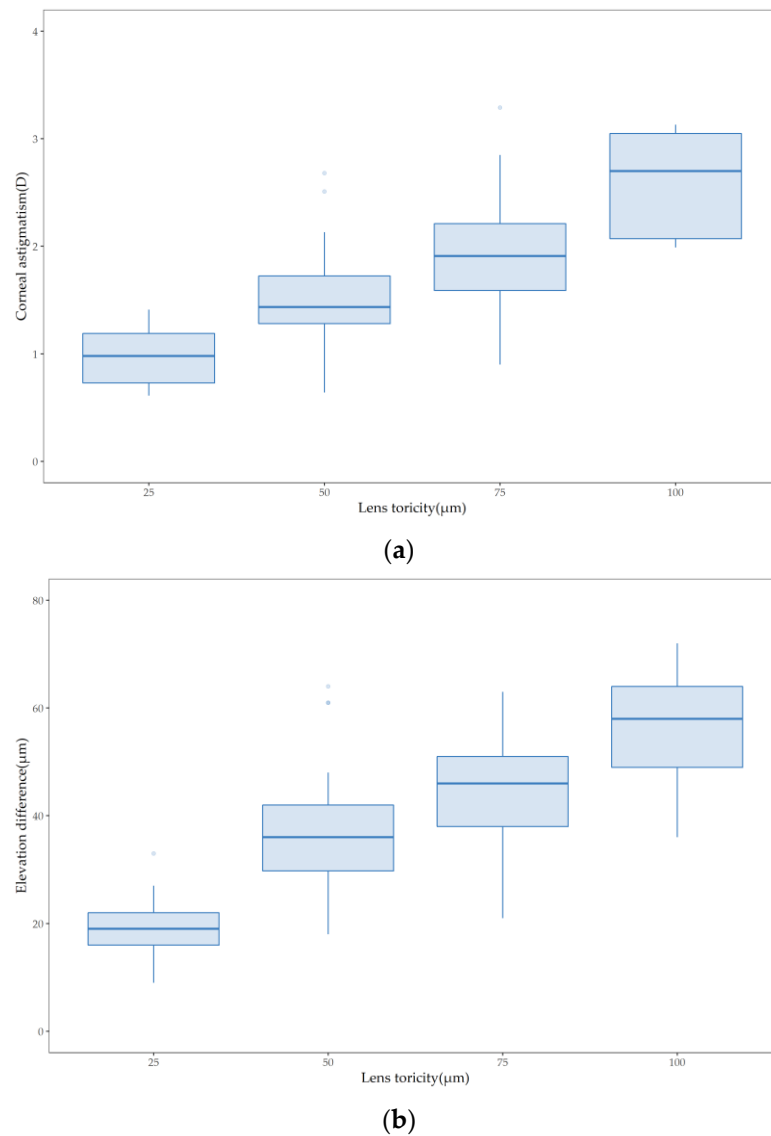 4
3
2
1
0
Corneal astigmatism(D)
25 50 75 100
Lens toricity(μm)
(a)
80
60
40
20
0
Elevation difference(μm)
25 50 75 100
Lens toricity(μm)
(b)